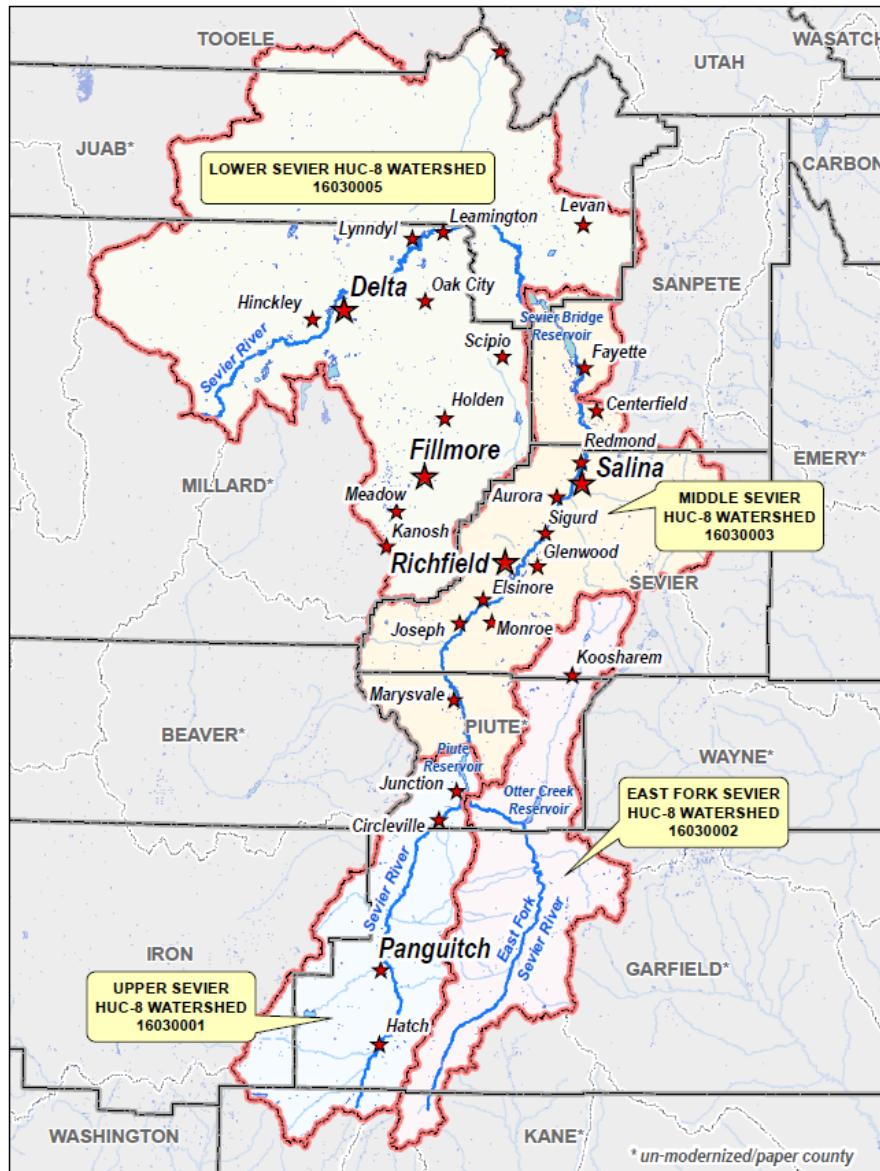 TOOELE
WASATCH
UTAH
JUAB*
CARBON
LOWER SEVIER HUC-8 WATERSHED
16030005
Levan
Leamington
Lynndyl
SANPETE
Delta
Oak City
Hinckley
Sevier Bridge
Reservoir
Scipio
Fayette
Sevier River
Holden
Centerfield
Redmond
Fillmore
Salina
EMERY*
MILLARD*
Meadow
Aurora
MIDDLE SEVIER
HUC-8 WATERSHED
16030003
Sigurd
Kanosh
Glenwood
Richfield
SEVIER
Elsinore
Joseph
Monroe
Koosharem
Marysvale
PIUTE*
BEAVER*
WAYNE*
Piute
Reservoir
Junction
Otter Creek
Reservoir
EAST FORK SEVIER
HUC-8 WATERSHED
16030002
Circleville
Sevier River
East Fork
Sevier River
Panguitch
IRON
GARFIELD*
UPPER SEVIER
HUC-8 WATERSHED
16030001
Hatch
WASHINGTON
KANE*
* un-modernized/paper county